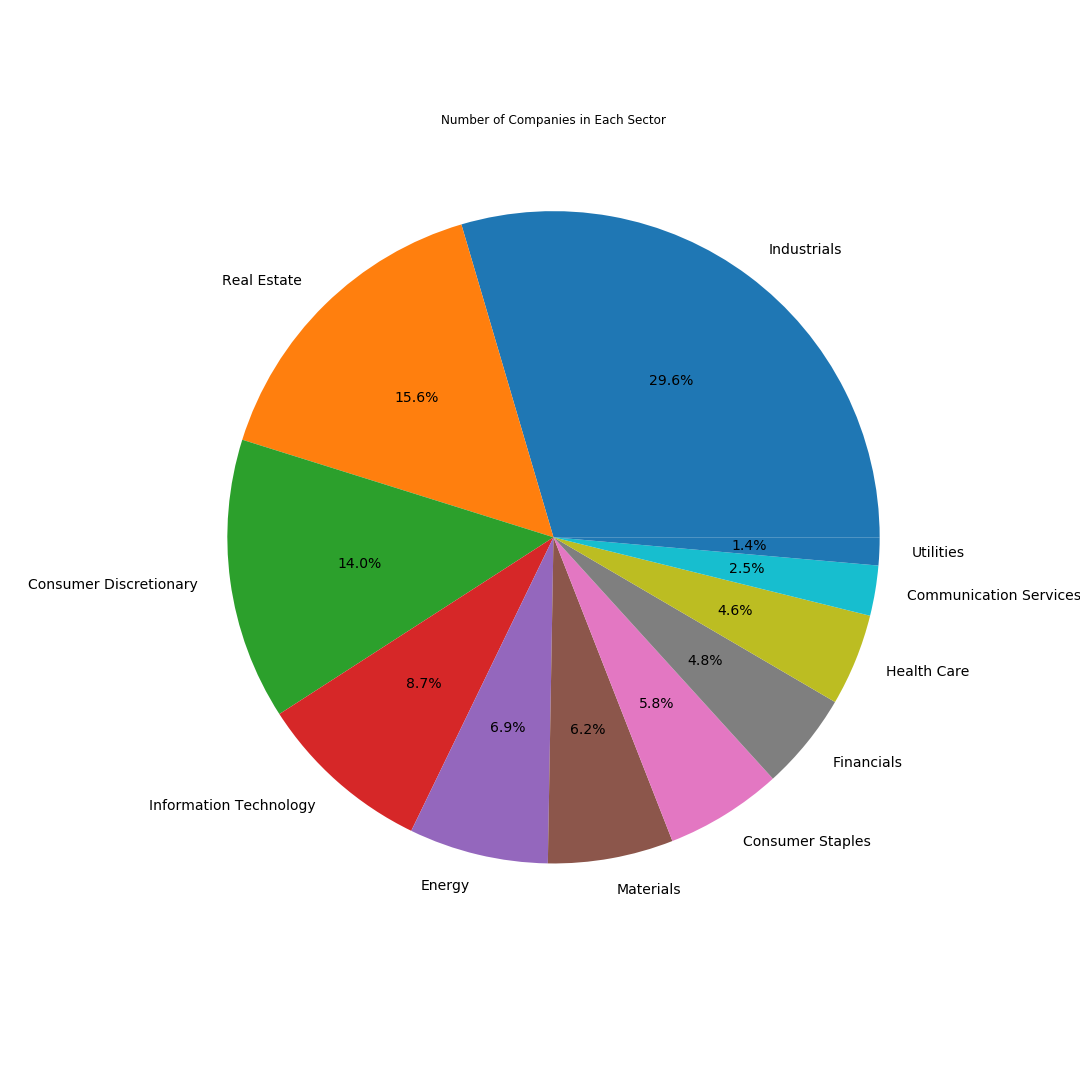 Number of Companies in Each Sector
Industrials
Real Estate
29.6%
15.6%
1.4%
Utilities
14.0%
2.5%
Consumer Discretionary
Communication Services
4.6%
4.8%
Health Care
8.7%
5.8%
6.9%
6.2%
Financials
Information Technology
Consumer Staples
Energy
Materials